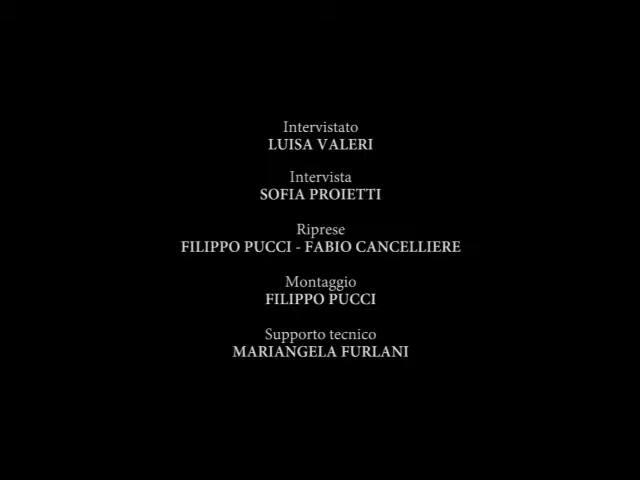 Intervistato
LUISA VALERI
Intervista
SOFIA PROIETTI
Riprese
FILIPPO PUCCI - FABIO CANCELLIERE
Montaggio
FILIPPO PUCCI
Supporto tecnico
MARIANGELA FURLANI